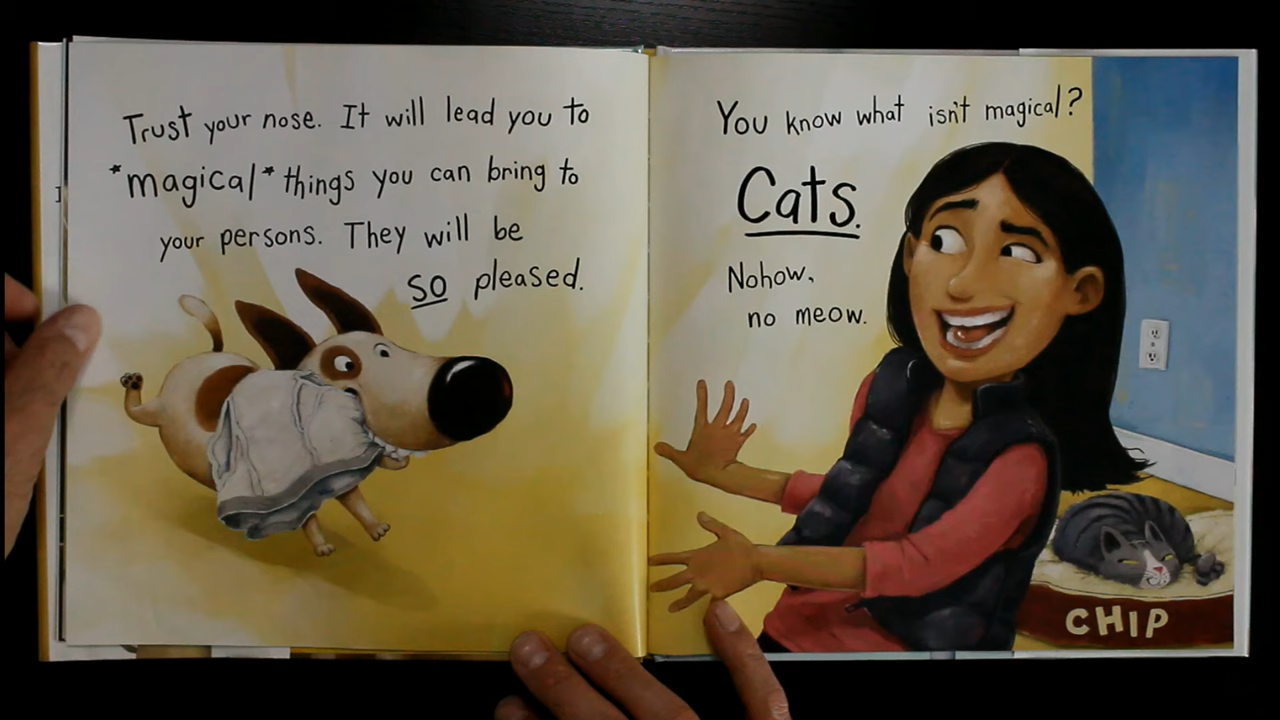 Trust your nose. It will lead you to
*magical* things you can bring to
your persons. They will be
SO pleased.
You know what isn't magical?
Cats.
Nohow,
no meow.
CHIP